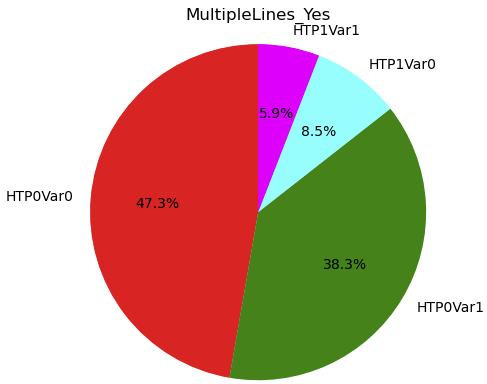 MultipleLines_Yes
HTP1Var1
HTP1Var0
5.9%
8.5%
HTP0Var0
47.3%
38.3%
HTP0Var1